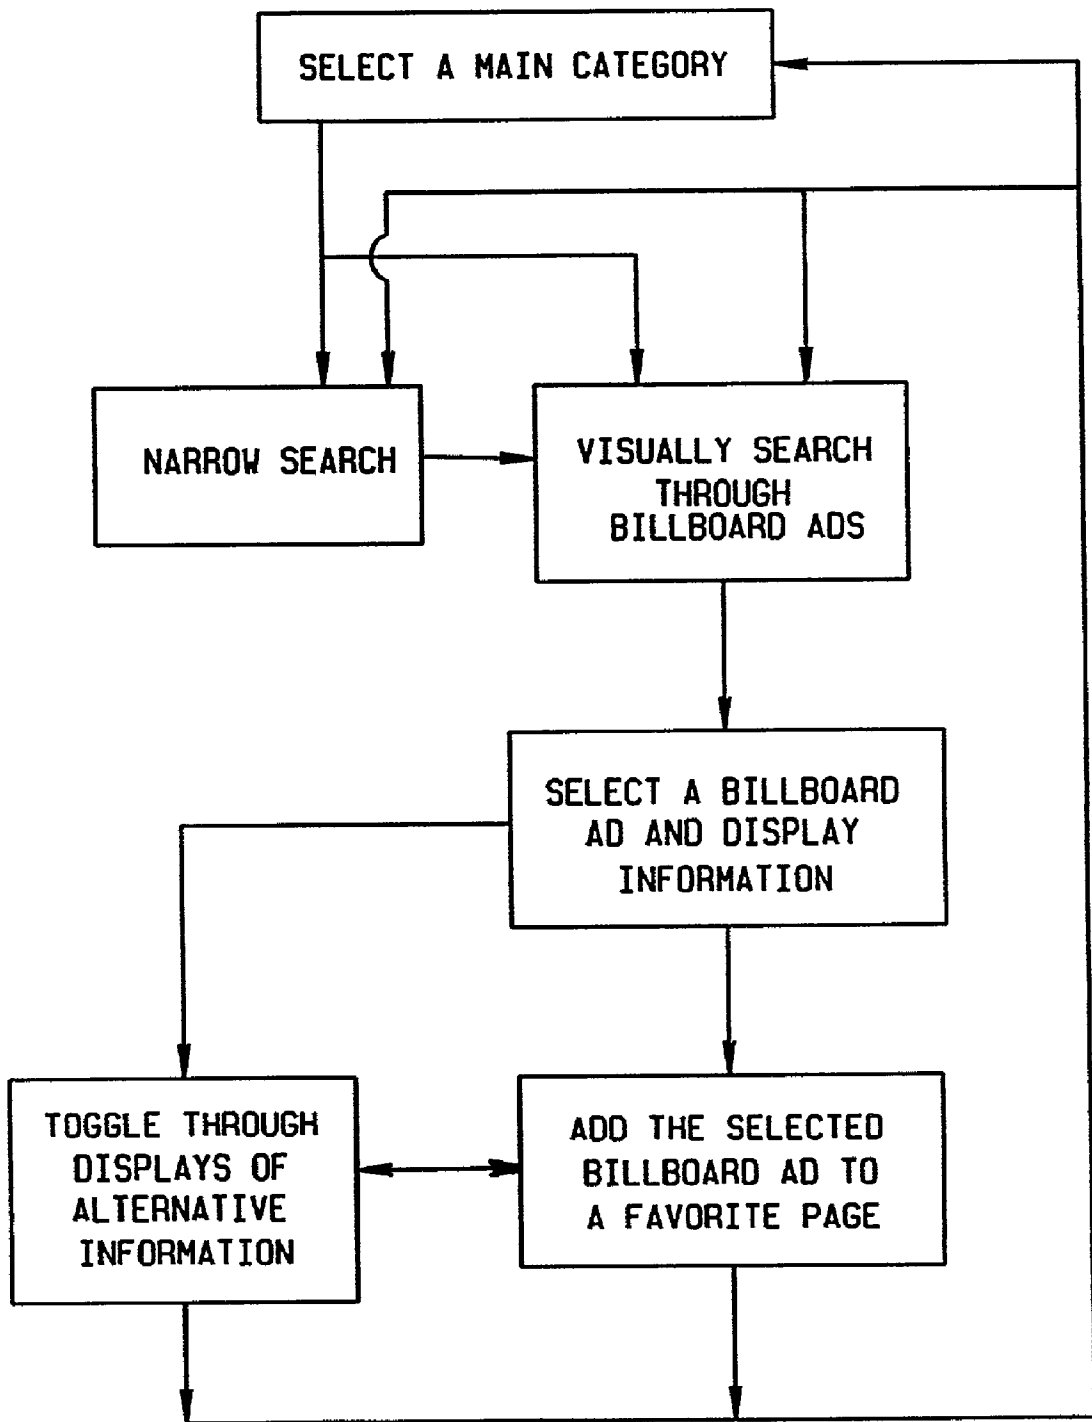 SELECT A MAIN CATEGORY
NARROW SEARCH
VISUALLY SEARCH
THROUGH
BILLBOARD ADS
SELECT A BILLBOARD
AD AND DISPLAY
INFORMATION
TOGGLE THROUGH
DISPLAYS OF
ALTERNATIVE
INFORMATION
ADD THE SELECTED
BILLBOARD AD TO
A FAVORITE PAGE